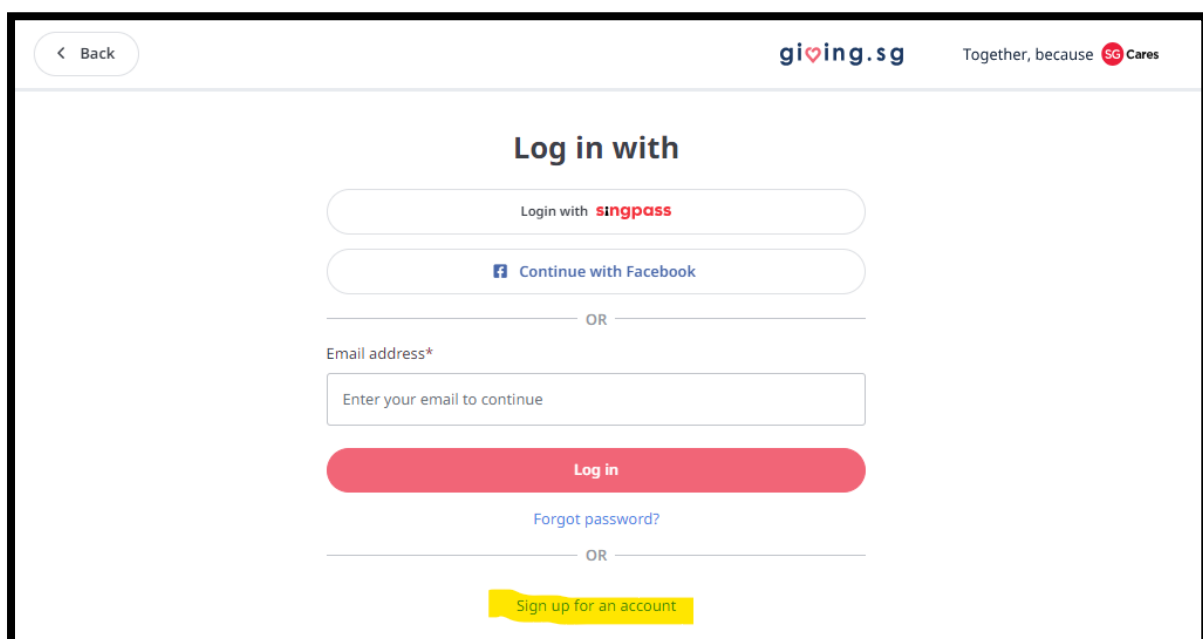 Back
giving.sg
Together, because SG Cares
Log in with
Login with singpass
Continue with Facebook
OR
Email address*
Enter your email to continue
Log in
Forgot password?
OR
Sign up for an account